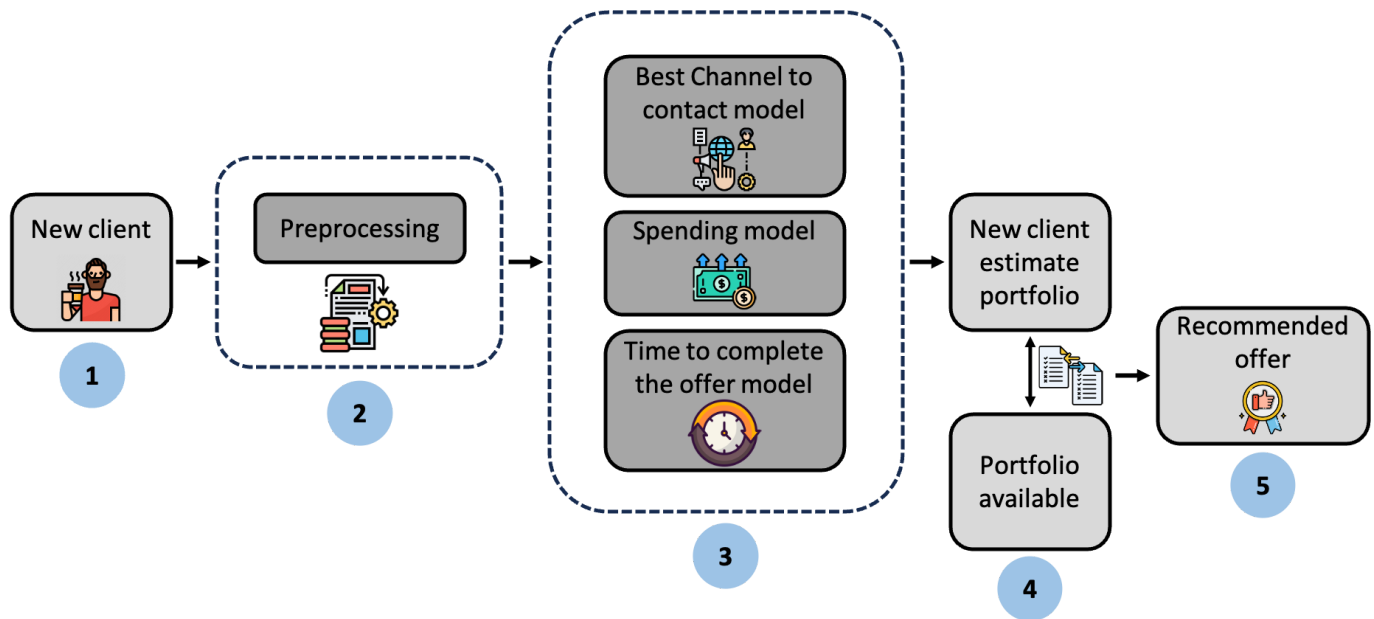 New client
1
Preprocessing
2
Best Channel to
contact model
Spending model
Time to complete
the offer model
3
New client
estimate
portfolio
Portfolio
available
4
Recommended
offer
5